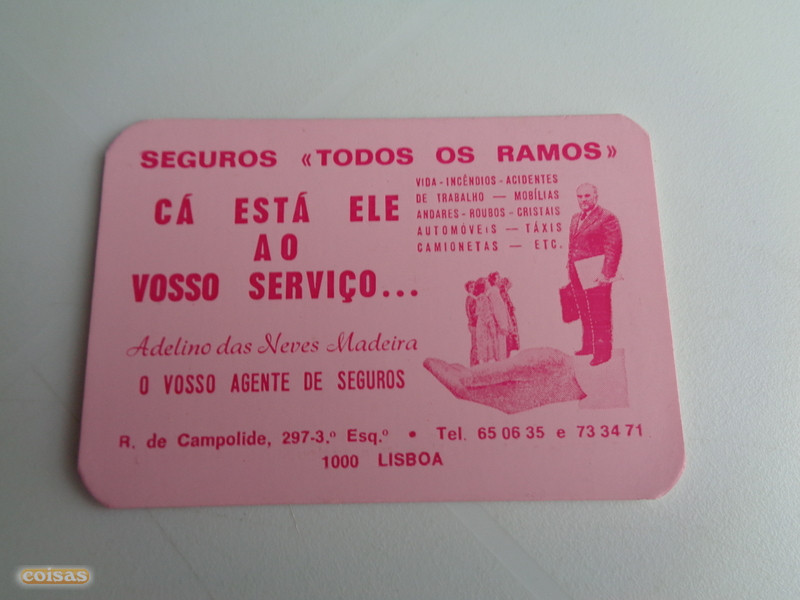 SEGUROS «TODOS OS RAMOS»
CÁ ESTÁ ELE
AO
VOSSO SERVIÇO...
VIDA - INCÊNDIOS - ACIDENTES
DE TRABALHO — MOBÍLIAS
ANDARES - ROUBOS - CRISTAIS
AUTOMÓVEIS — TÁXIS
CAMIONETAS — ETC.
Adelino das Neves Madeira
O VOSSO AGENTE DE SEGUROS
R. de Campolide, 297-3.º Esq.º • Tel. 65 06 35 e 73 34 71
1000 LISBOA
coisas